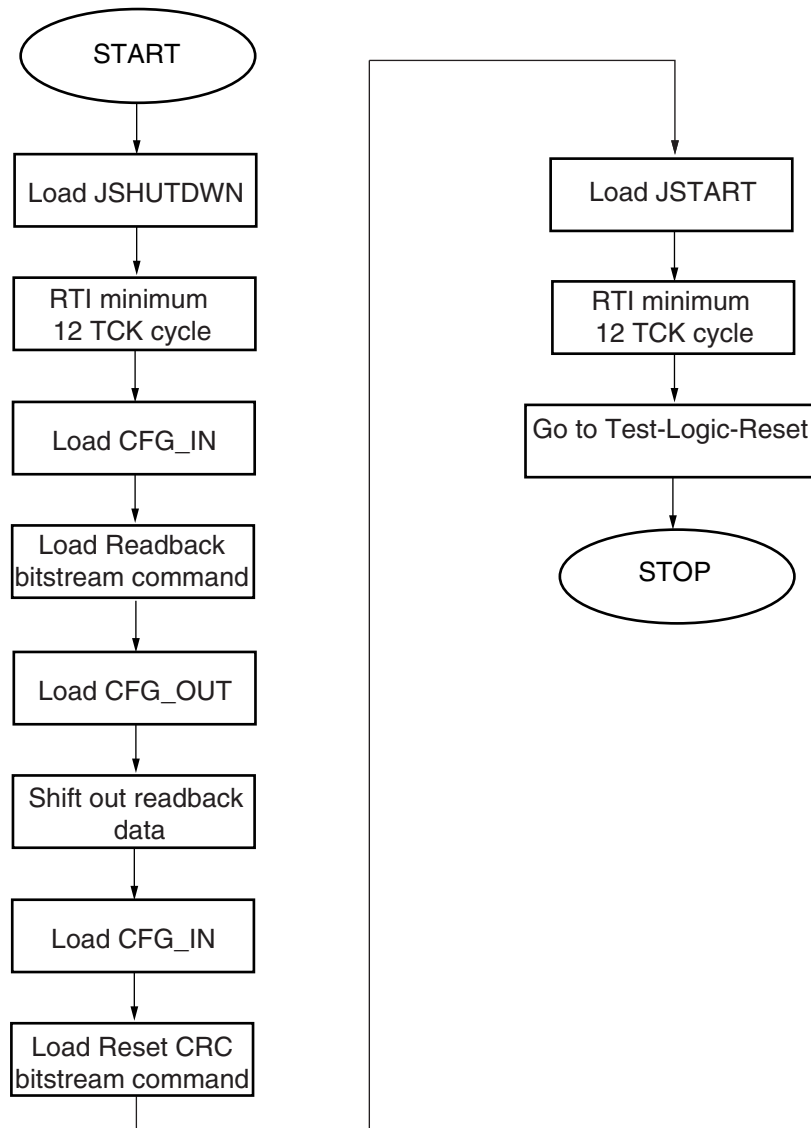 START
Load JSHUTDWN
RTI minimum
12 TCK cycle
Load CFG_IN
Load Readback
bitstream command
Load CFG_OUT
Shift out readback
data
Load CFG_IN
Load Reset CRC
bitstream command
Load JSTART
RTI minimum
12 TCK cycle
Go to Test-Logic-Reset
STOP